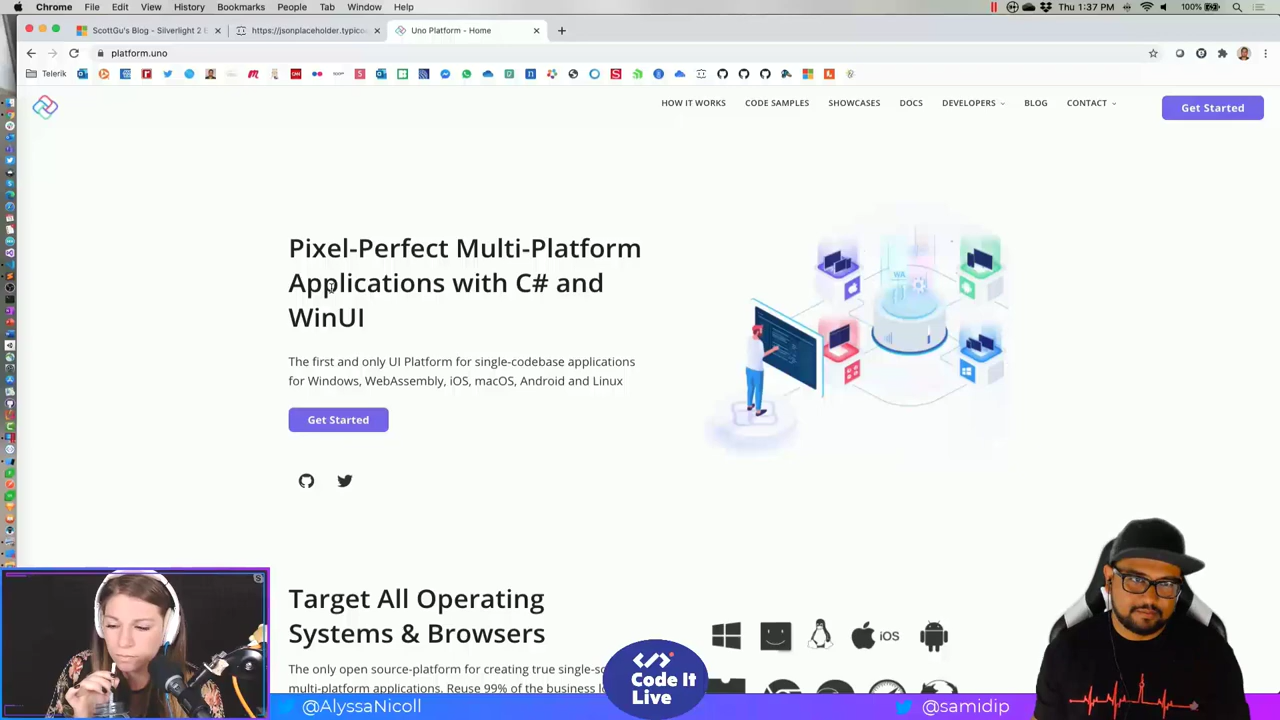 Chrome File Edit View History Bookmarks People Tab Window Help
100% Thu 1:37 PM
ScottGu's Blog - Silverlight 2 E
https://jsonplaceholder.typico
Uno Platform - Home
platform.uno
Telerik
HOW IT WORKS CODE SAMPLES SHOWCASES DOCS DEVELOPERS BLOG CONTACT
Get Started
Pixel-Perfect Multi-Platform
Applications with C# and
WinUI
WA
The first and only UI Platform for single-codebase applications
for Windows, WebAssembly, iOS, macOS, Android and Linux
Get Started
Target All Operating
Systems & Browsers
iOS
The only open source-platform for creating true single-so
multi-platform applications. Reuse 99% of the business l
Code It
Live
@AlyssaNicoll
@samidip